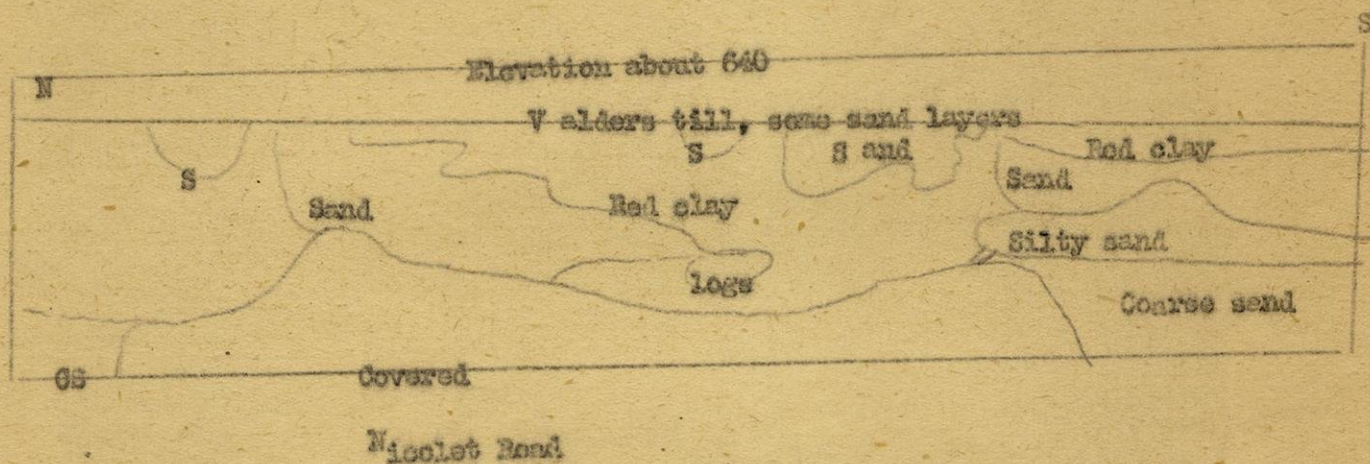 S
Elevation about 640
N
V alders till, some sand layers
S
S and
Red clay
S
Sand
Sand
Red clay
Silty sand
logs
Coarse sand
CS
Covered
Nicolet Road